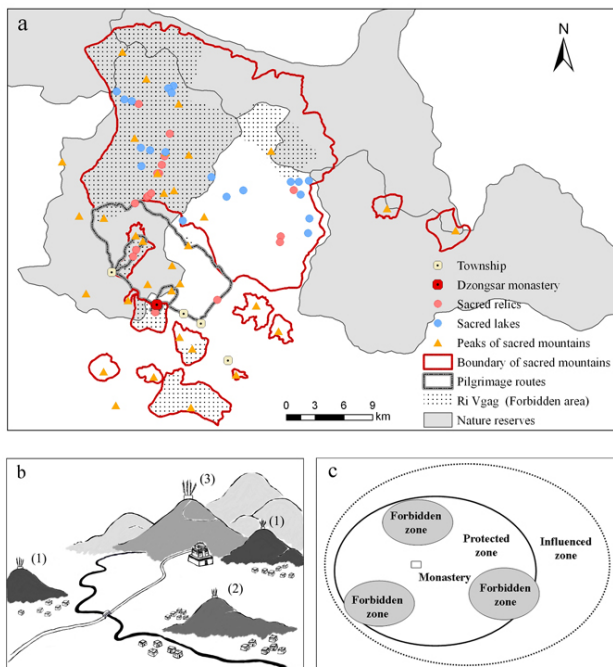 a
N
Township
Dzongsar monastery
Sacred relics
Sacred lakes
Peaks of sacred mountains
Boundary of sacred mountains
Pilgrimage routes
Ri Vgag (Forbidden area)
Nature reserves
0 3 6 9
km
b
(3)
(1)
(1)
(2)
c
Forbidden
zone
Protected
zone
Influenced
zone
Monastery
Forbidden
zone
Forbidden
zone